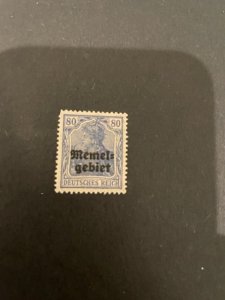 80 80
Memel=
gebiet
DEUTSCHES REICH